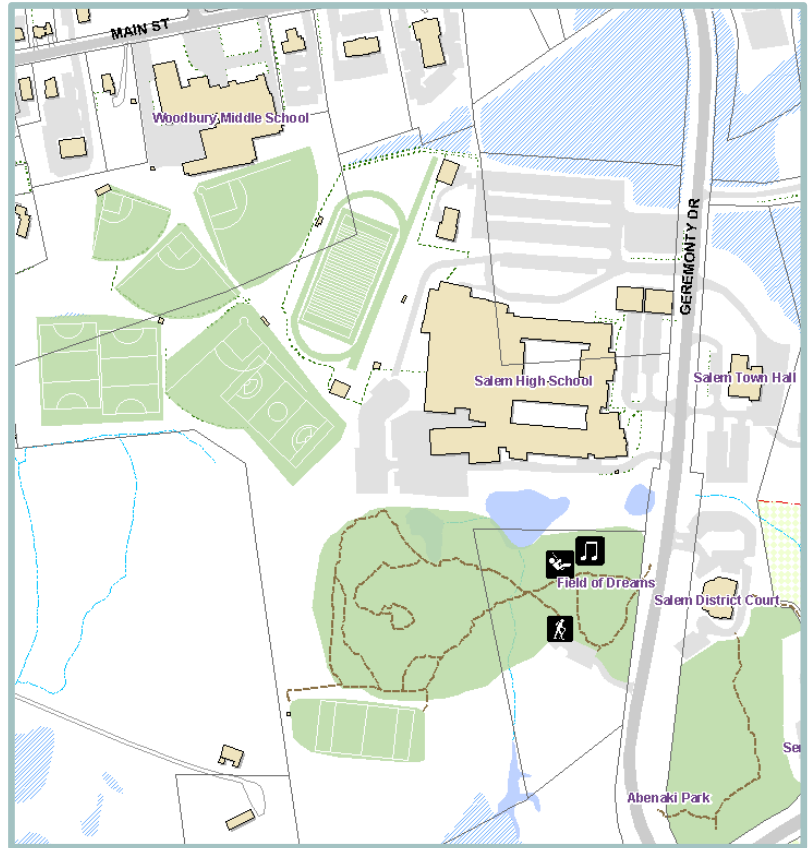 MAIN ST
Woodbury Middle School
GEREMONTY DR
Salem High School
Salem Town Hall
Field of Dreams
Salem District Court
Abenaki Park